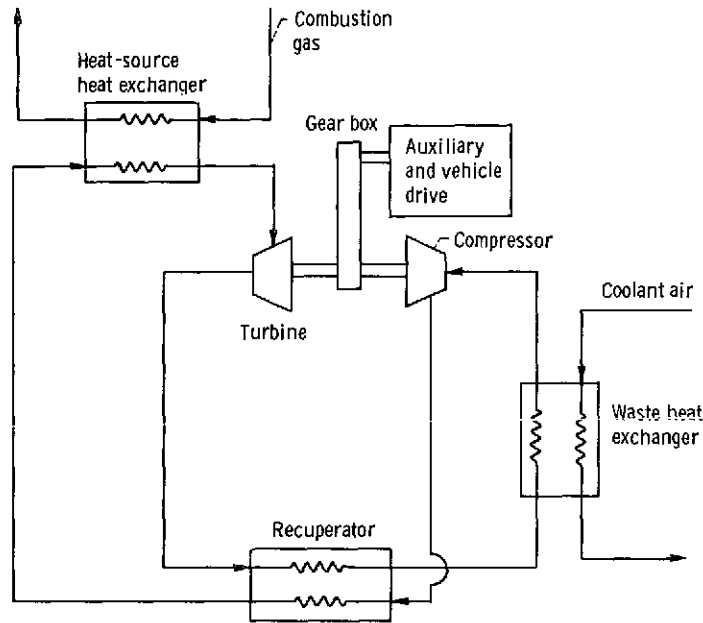 Combustion
gas
Heat-source
heat exchanger
Gear box
Auxiliary
and vehicle
drive
Compressor
Turbine
Coolant air
Waste heat
exchanger
Recuperator